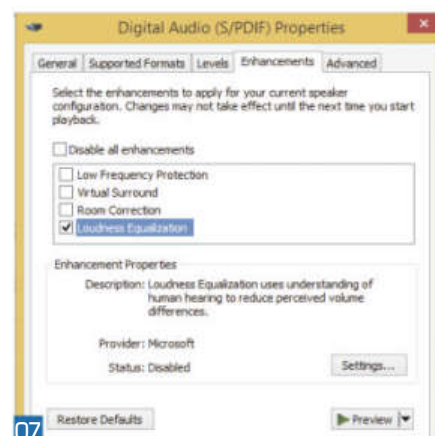 Digital Audio (S/PDIF) Properties
General Supported Formats Levels Enhancements Advanced
Select the enhancements to apply for your current speaker
configuration. Changes may not take effect until the next time you start
playback.
Disable all enhancements
Low Frequency Protection
Virtual Surround
Room Correction
Loudness Equalization
Enhancement Properties
Description: Loudness Equalization uses understanding of
human hearing to reduce perceived volume
differences.
Provider: Microsoft
Status: Disabled
Settings...
Restore Defaults
Preview
07